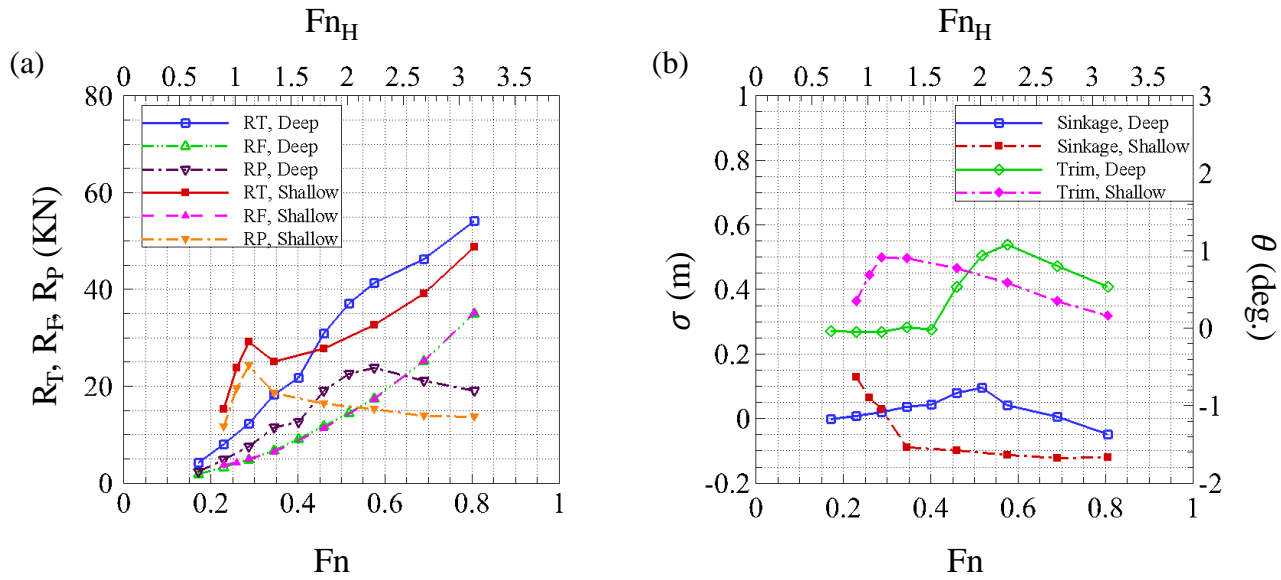 Fn_H
(a)
0 0.5 1 1.5 2 2.5 3 3.5
80
60
40
20
0
R_T, R_F, R_P (KN)
RT, Deep
RF, Deep
RP, Deep
RT, Shallow
RF, Shallow
RP, Shallow
0 0.2 0.4 0.6 0.8 1
Fn
Fn_H
(b)
0 0.5 1 1.5 2 2.5 3 3.5
1
0.8
0.6
0.4
0.2
0
-0.2
σ (m)
Sinkage, Deep
Sinkage, Shallow
Trim, Deep
Trim, Shallow
3
2
1
0
-1
-2
θ (deg.)
0 0.2 0.4 0.6 0.8 1
Fn